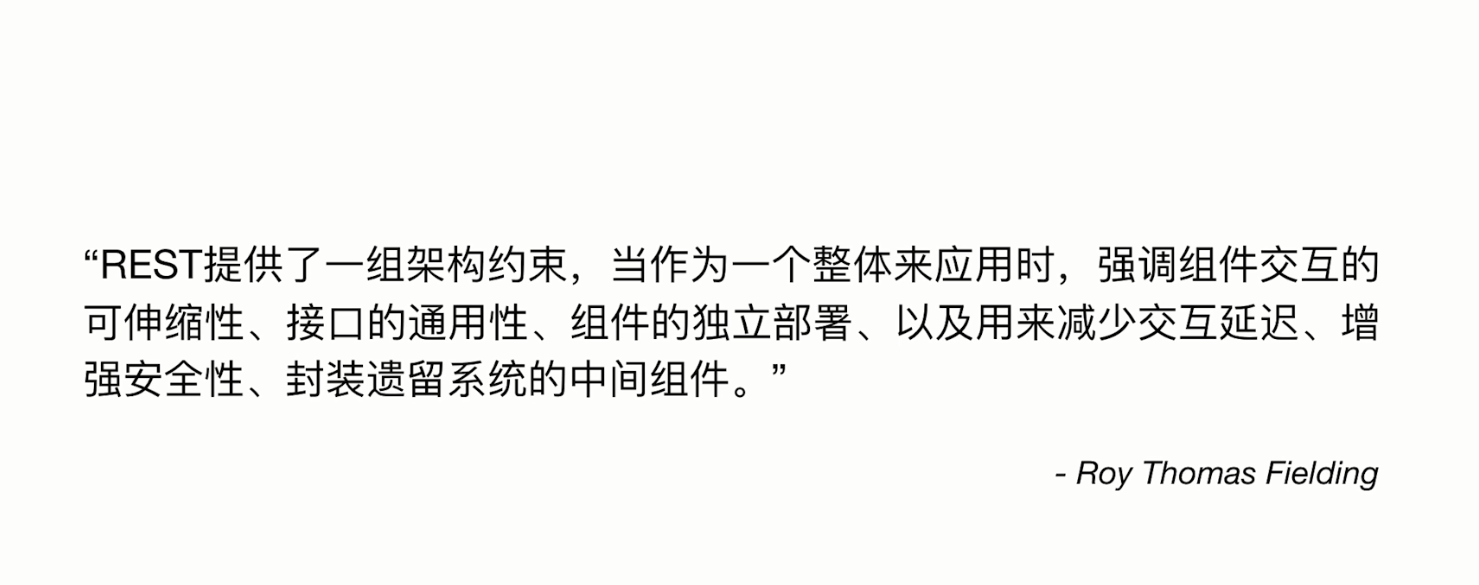 “REST提供了一组架构约束，当作为一个整体来应用时，强调组件交互的
可伸缩性、接口的通用性、组件的独立部署、以及用来减少交互延迟、增
强安全性、封装遗留系统的中间组件。”
- Roy Thomas Fielding